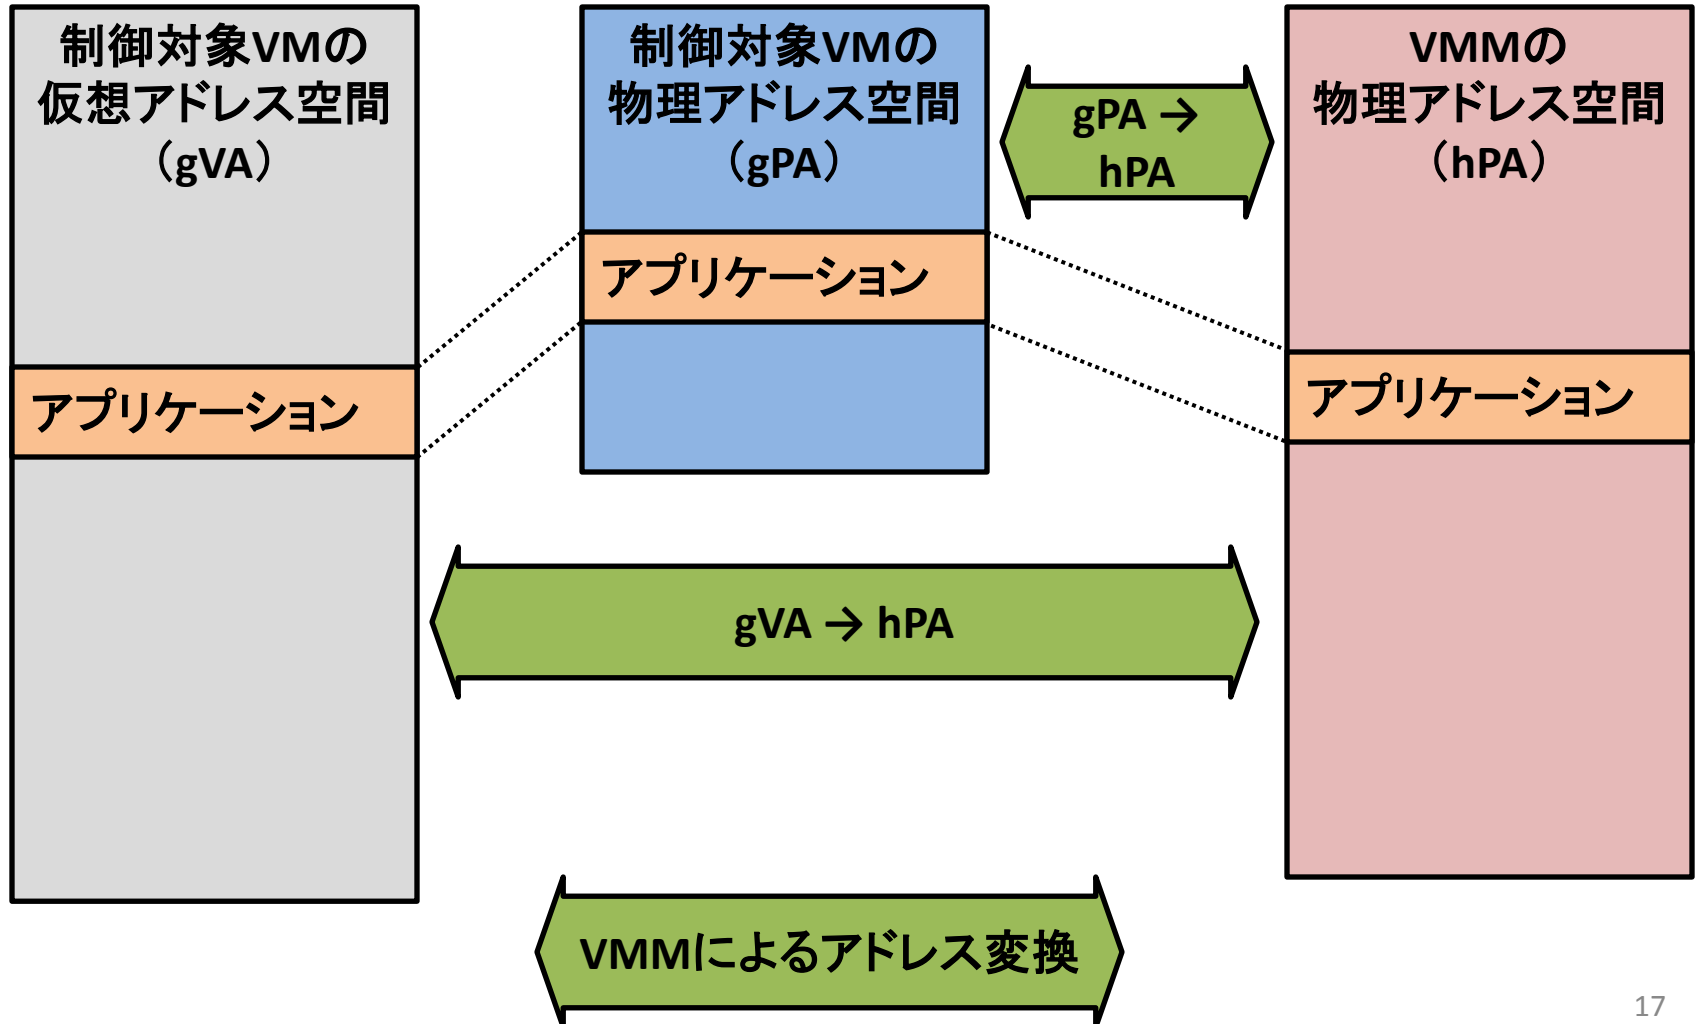 制御対象VMの
仮想アドレス空間
（gVA）
制御対象VMの
物理アドレス空間
（gPA）
gPA →
hPA
VMMの
物理アドレス空間
（hPA）
アプリケーション
アプリケーション
アプリケーション
gVA → hPA
VMMによるアドレス変換
17